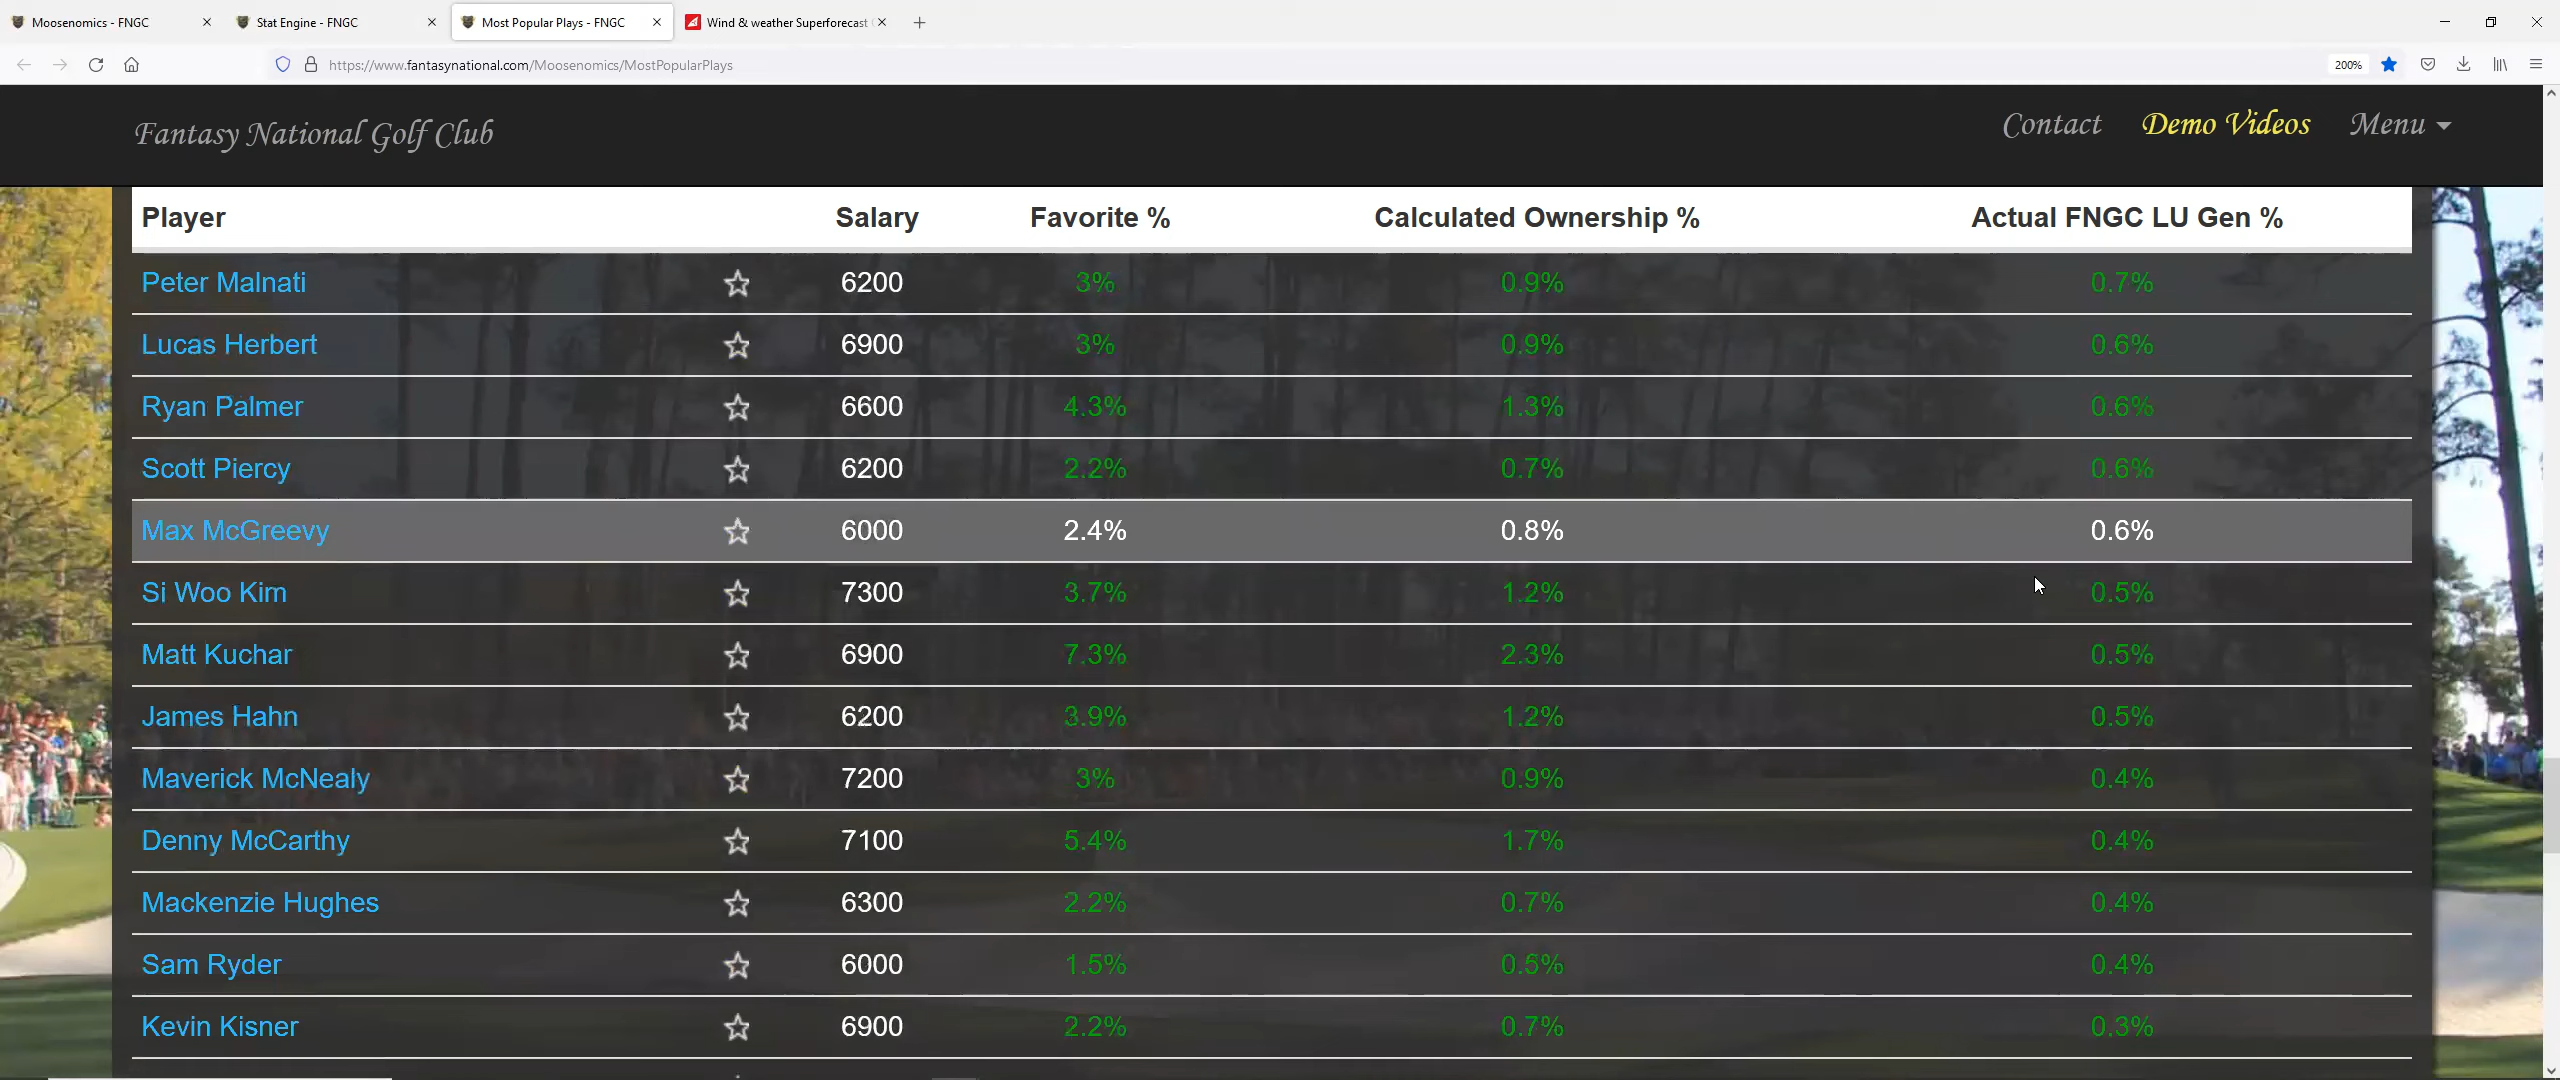 Moosenomics - FNGC
Stat Engine - FNGC
Most Popular Plays - FNGC
Wind & weather Superforecast
https://www.fantasynational.com/Moosenomics/MostPopularPlays
200%
Fantasy National Golf Club
Contact Demo Videos Menu
Player Salary Favorite % Calculated Ownership % Actual FNGC LU Gen %
Peter Malnati 6200 3% 0.9% 0.7%
Lucas Herbert 6900 3% 0.9% 0.6%
Ryan Palmer 6600 4.3% 1.3% 0.6%
Scott Piercy 6200 2.2% 0.7% 0.6%
Max McGreevy 6000 2.4% 0.8% 0.6%
Si Woo Kim 7300 3.7% 1.2% 0.5%
Matt Kuchar 6900 7.3% 2.3% 0.5%
James Hahn 6200 3.9% 1.2% 0.5%
Maverick McNealy 7200 3% 0.9% 0.4%
Denny McCarthy 7100 5.4% 1.7% 0.4%
Mackenzie Hughes 6300 2.2% 0.7% 0.4%
Sam Ryder 6000 1.5% 0.5% 0.4%
Kevin Kisner 6900 2.2% 0.7% 0.3%